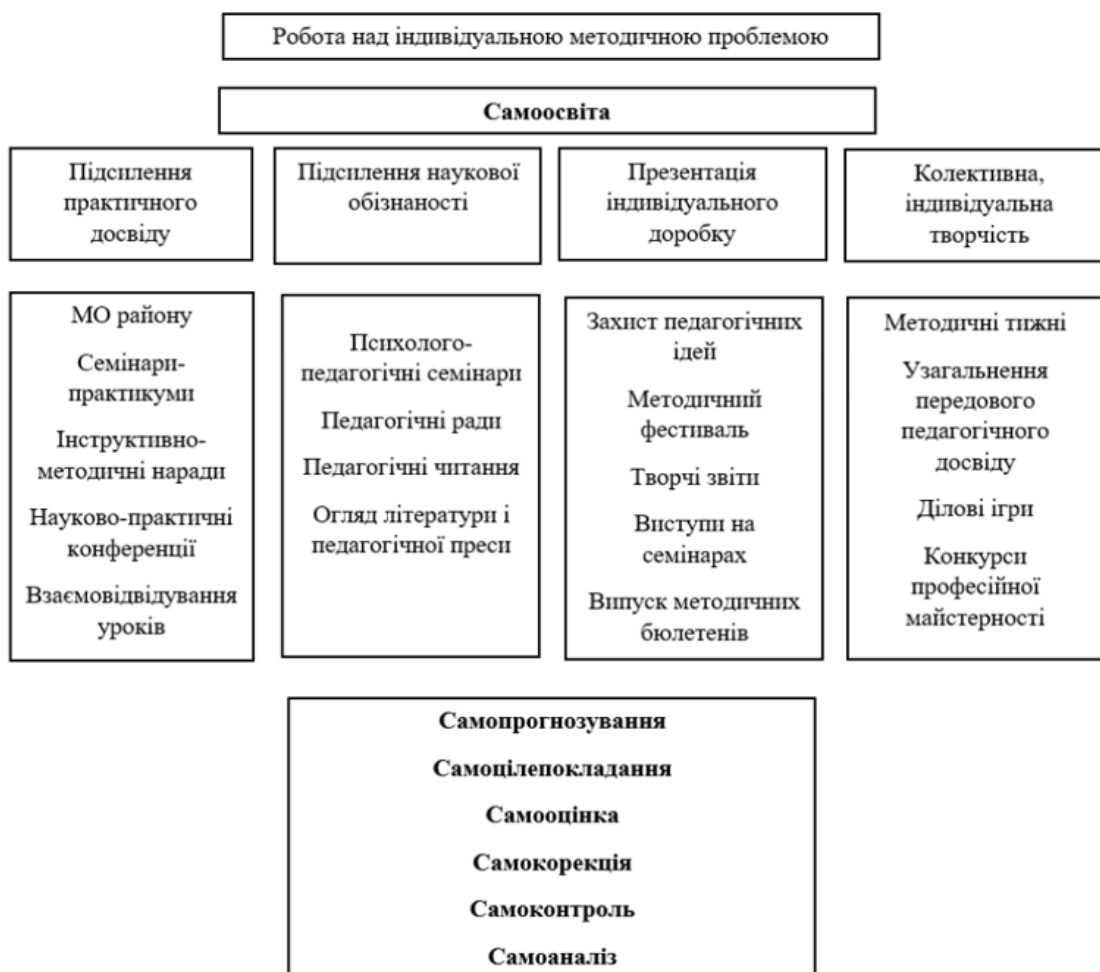 Робота над індивідуальною методичною проблемою
Самоосвіта
Підсилення
практичного
досвіду
Підсилення наукової
обізнаності
Презентація
індивідуального
доробку
Колективна,
індивідуальна
творчість
МО району
Семінари-
практикуми
Інструктивно-
методичні наради
Науково-практичні
конференції
Взаємовідвідування
уроків
Психолого-
педагогічні семінари
Педагогічні ради
Педагогічні читання
Огляд літератури і
педагогічної преси
Захист педагогічних
ідей
Методичний
фестиваль
Творчі звіти
Виступи на
семінарах
Випуск методичних
бюлетенів
Методичні тижні
Узагальнення
передового
педагогічного
досвіду
Ділові ігри
Конкурси
професійної
майстерності
Самопрогнозування
Самоцілепокладання
Самооцінка
Самокорекція
Самоконтроль
Самоаналіз